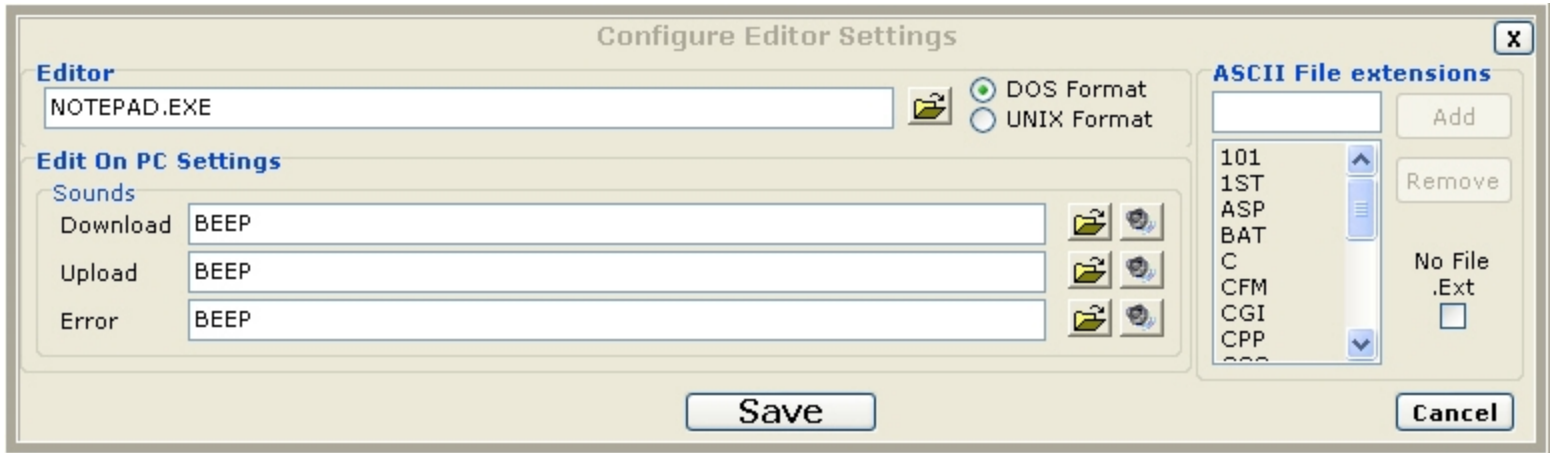 Configure Editor Settings
X
Editor
NOTEPAD.EXE
DOS Format
UNIX Format
Edit On PC Settings
Sounds
Download BEEP
Upload BEEP
Error BEEP
ASCII File extensions
Add
Remove
101
1ST
ASP
BAT
C
CFM
CGI
CPP
No File
.Ext
Save
Cancel